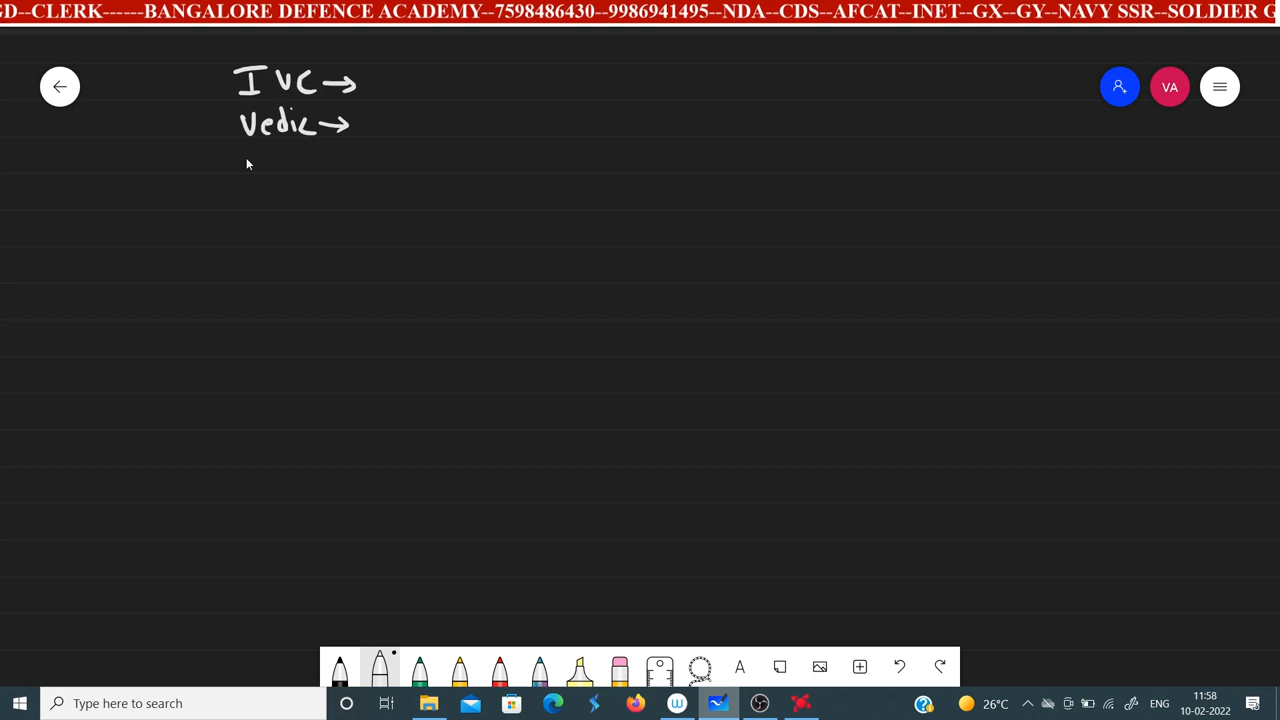 GD--CLERK------BANGALORE DEFENCE ACADEMY--7598486430--9986941495--NDA--CDS--AFCAT--INET--GX--GY--NAVY SSR--SOLDIER G
IVC →
VA
Vedic →
A
Type here to search
26°C
ENG
11:58
10-02-2022